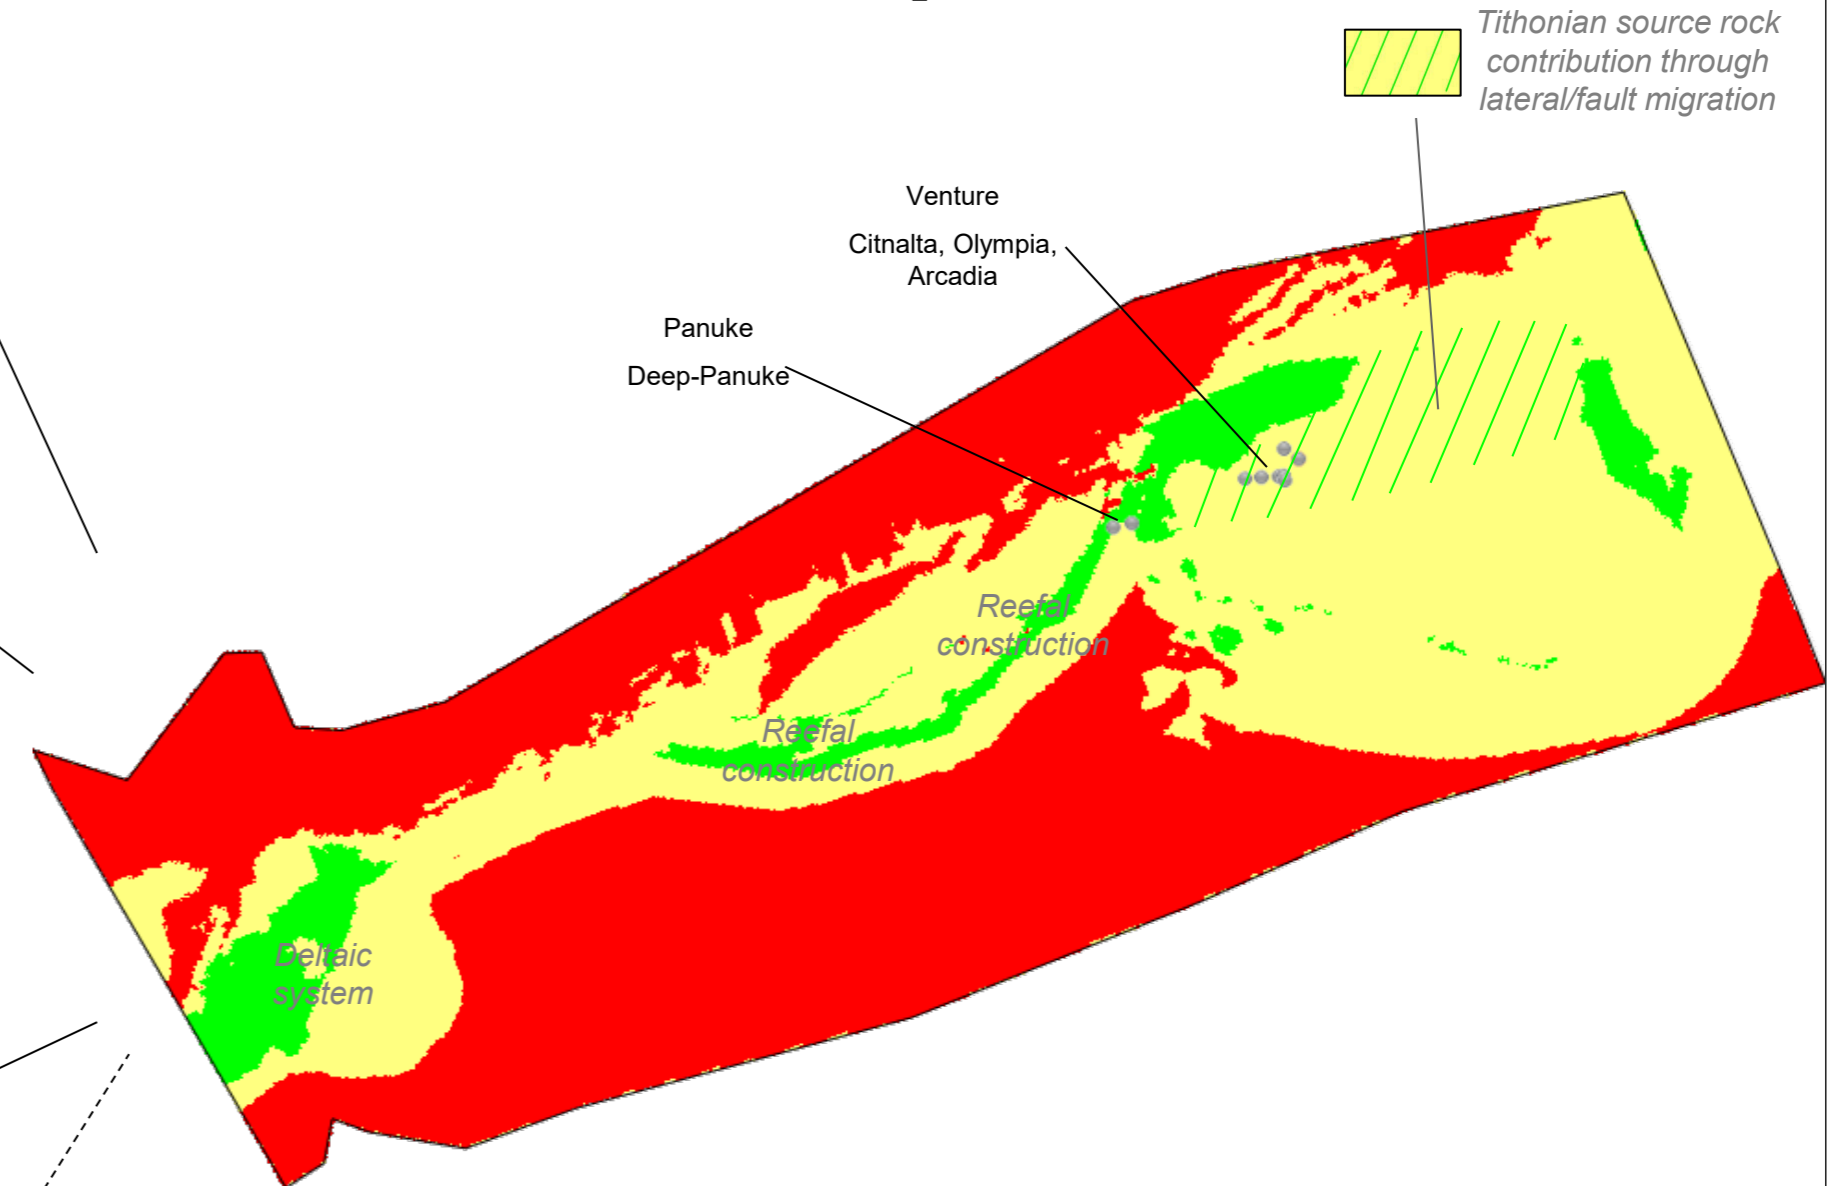 Tithonian source rock
contribution through
lateral/fault migration
Venture
Citnalta, Olympia,
Arcadia
Panuke
Deep-Panuke
Reefal
construction
Reefal
construction
Deltaic
system